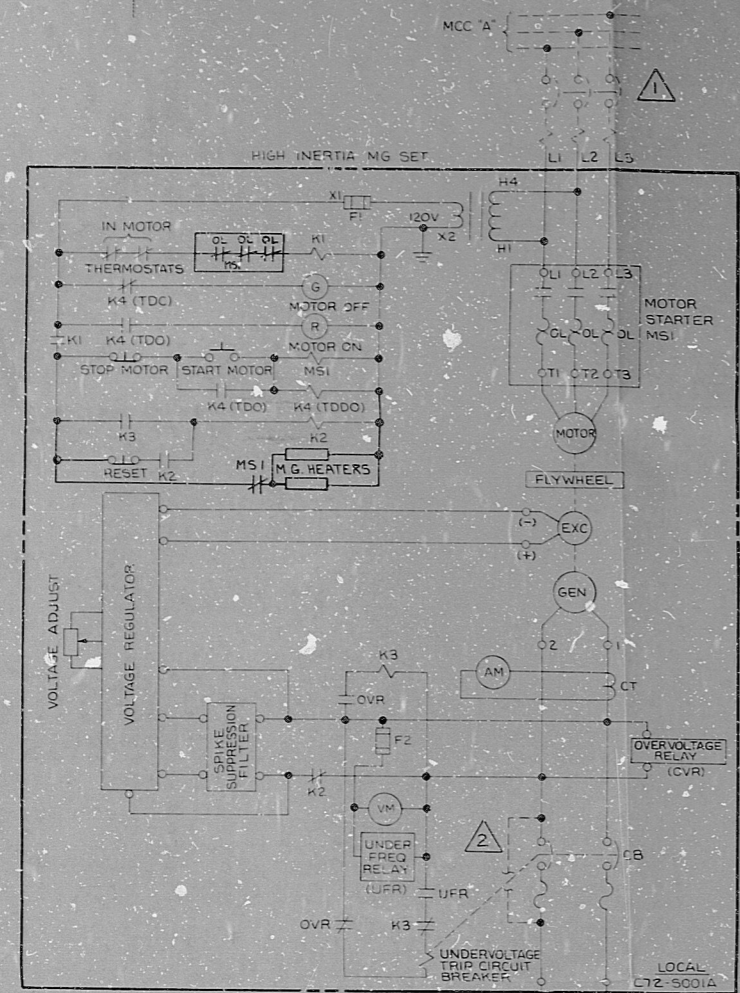 MCC "A"
1
HIGH INERTIA MG SET
L1 L2 L3
X1
F1
H4
120V
X2
H1
IN MOTOR
THERMOSTATS
OL OL OL
MS1
K1
K4 (TDC)
G
MOTOR OFF
K4 (TDO)
R
MOTOR ON
K1
STOP MOTOR
START MOTOR
MS1
K4 (TDO)
K4 (TDDO)
K3
K2
RESET
K2
MS1
M.G. HEATERS
L1 L2 L3
MOTOR
STARTER
MS1
OL OL OL
T1 T2 T3
MOTOR
FLYWHEEL
(-)
EXC
(+)
GEN
2
1
VOLTAGE ADJUST
VOLTAGE REGULATOR
SPIKE
SUPPRESSION
FILTER
K3
OVR
AM
CT
F2
OVERVOLTAGE
RELAY
(OVR)
K2
VM
UNDER
FREQ
RELAY
(UFR)
2
CB
UFR
OVR
K3
UNDERVOLTAGE
TRIP CIRCUIT
BREAKER
LOCAL
C72-S001A